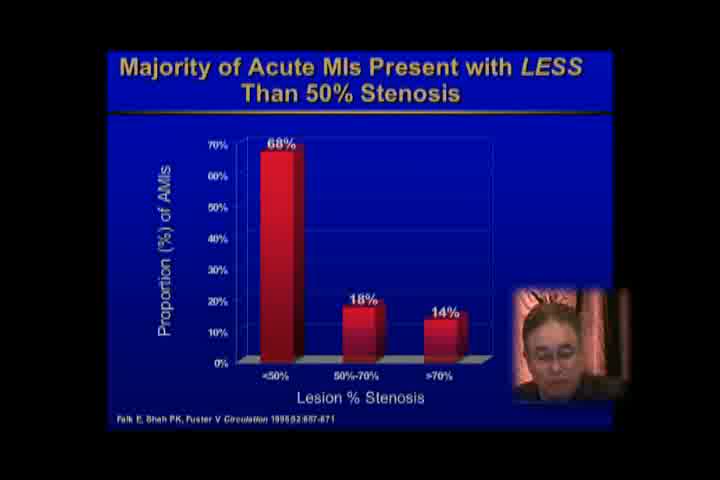 Majority of Acute MIs Present with LESS
Than 50% Stenosis
Proportion (%) of AMIs
70%
60%
50%
40%
30%
20%
10%
0%
68%
18%
14%
<50%
50%-70%
>70%
Lesion % Stenosis
Falk E, Shah PK, Fuster V Circulation